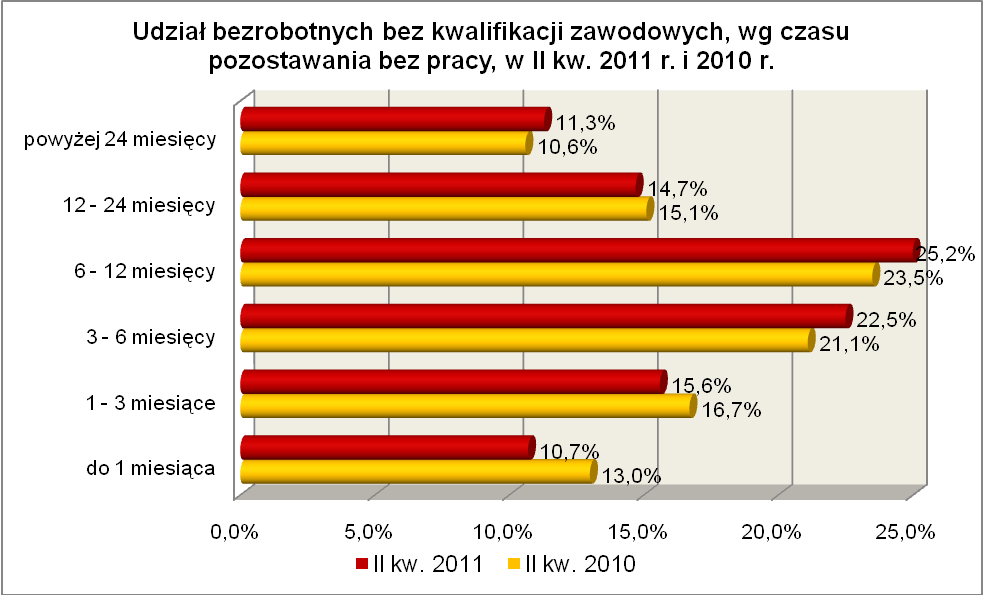 Udział bezrobotnych bez kwalifikacji zawodowych, wg czasu
pozostawania bez pracy, w II kw. 2011 r. i 2010 r.
powyżej 24 miesięcy
11,3%
10,6%
12 - 24 miesięcy
14,7%
15,1%
6 - 12 miesięcy
25,2%
23,5%
3 - 6 miesięcy
22,5%
21,1%
1 - 3 miesiące
15,6%
16,7%
do 1 miesiąca
10,7%
13,0%
0,0% 5,0% 10,0% 15,0% 20,0% 25,0%
II kw. 2011 II kw. 2010